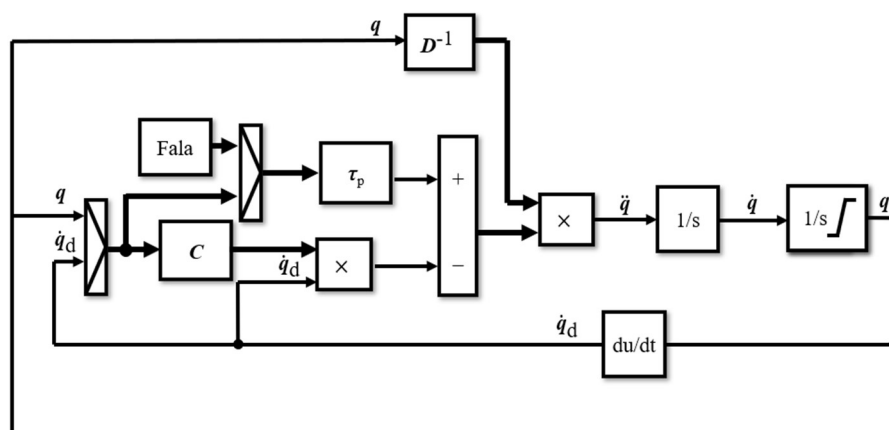 q
D⁻¹
Fala
τp
+
q
q̇d
C
q̇d
×
−
×
q̈
1/s
q̇
1/s
q
q̇d
du/dt